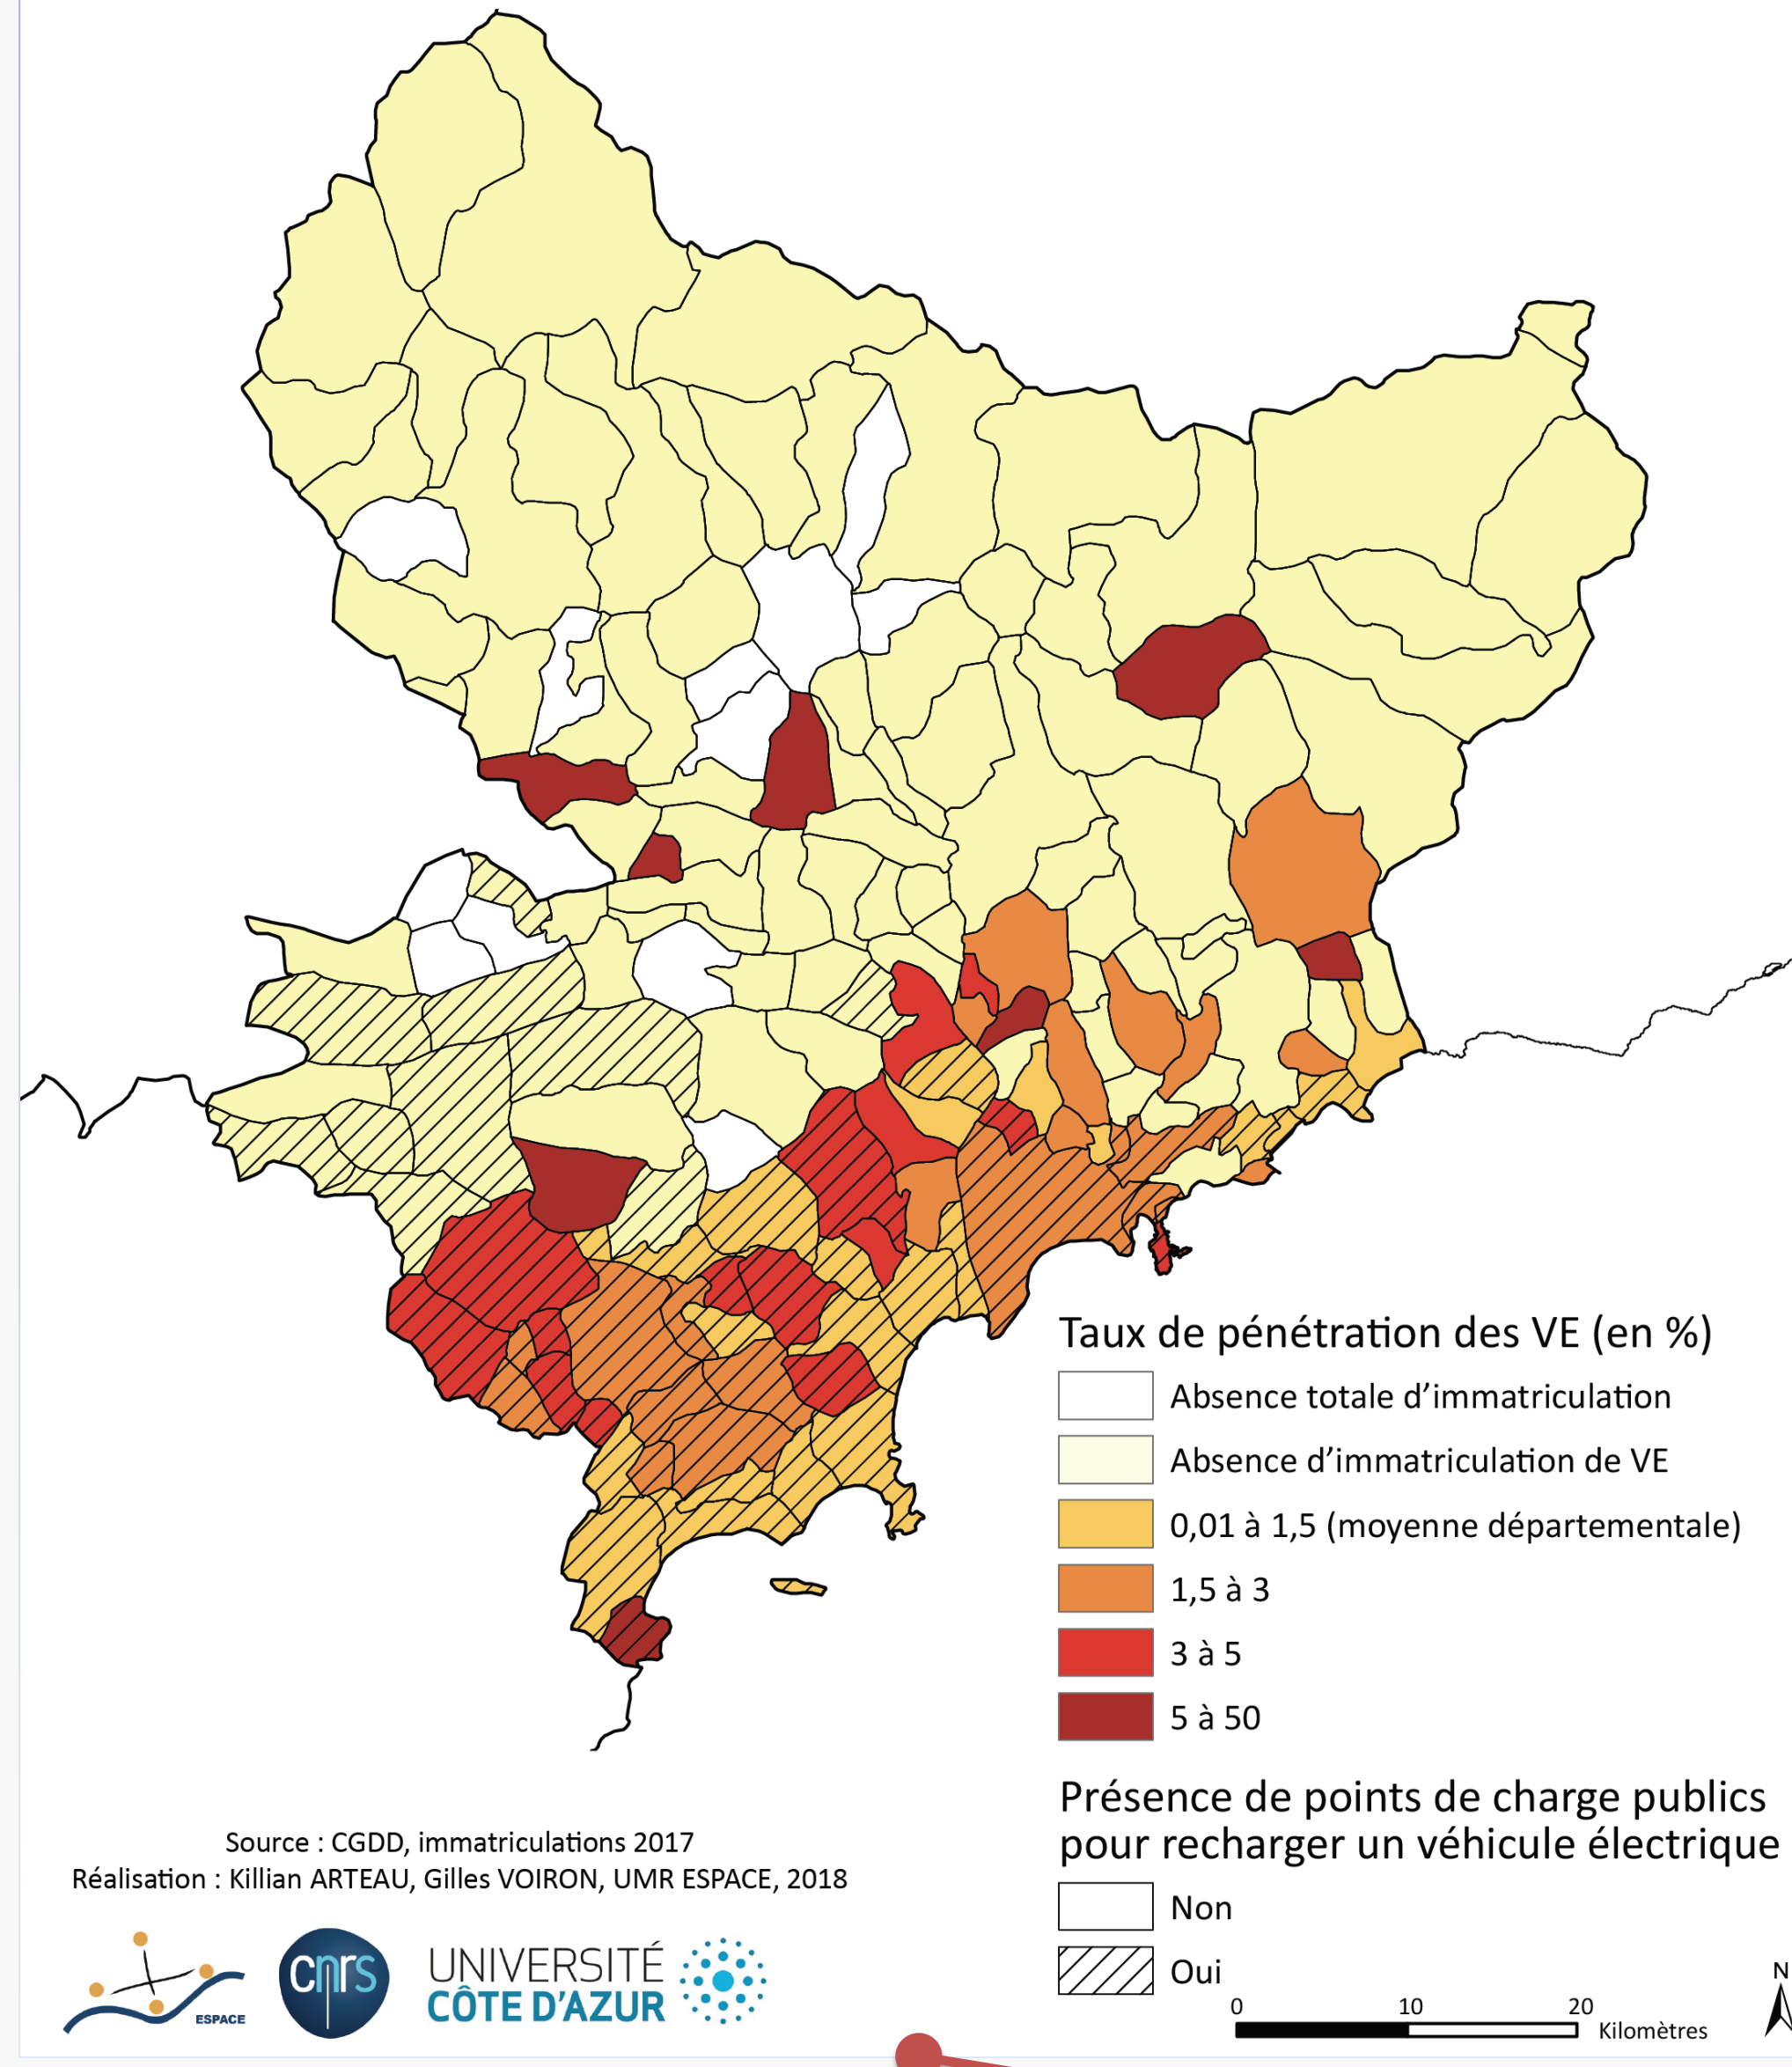 Taux de pénétration des VE (en %)
Absence totale d’immatriculation
Absence d’immatriculation de VE
0,01 à 1,5 (moyenne départementale)
1,5 à 3
3 à 5
5 à 50
Présence de points de charge publics
pour recharger un véhicule électrique
Non
Oui
Source : CGDD, immatriculations 2017
Réalisation : Killian ARTEAU, Gilles VOIRON, UMR ESPACE, 2018
ESPACE
cnrs
UNIVERSITÉ
CÔTE D'AZUR
N
0 10 20
Kilomètres